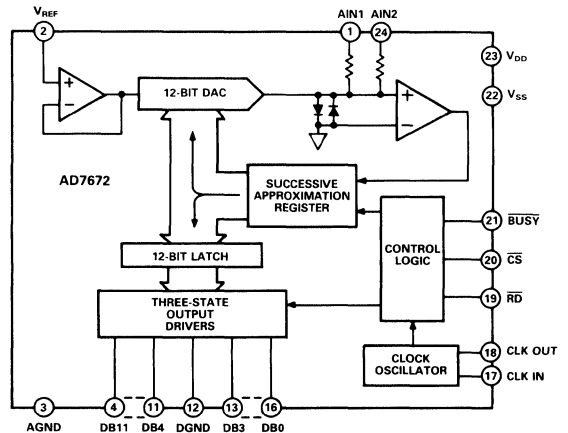 VREF
2
AIN1
AIN2
1
24
23
VDD
22
VSS
+
−
12-BIT DAC
+
−
AD7672
SUCCESSIVE
APPROXIMATION
REGISTER
12-BIT LATCH
CONTROL
LOGIC
21
BUSY
20
CS
19
RD
THREE-STATE
OUTPUT
DRIVERS
CLOCK
OSCILLATOR
18
CLK OUT
17
CLK IN
3
4
11
12
13
16
AGND
DB11
DB4
DGND
DB3
DB0